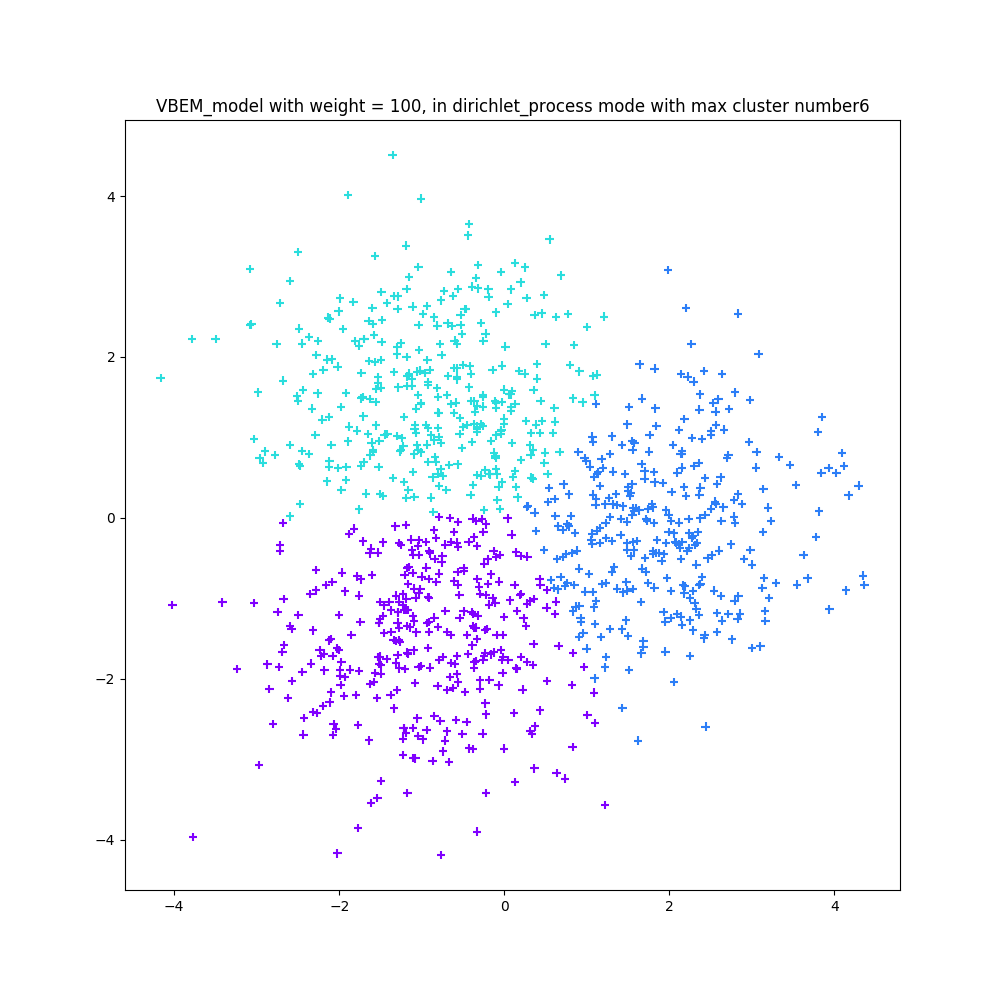 VBEM_model with weight = 100, in dirichlet_process mode with max cluster number6
4
2
0
−2
−4
−4 −2 0 2 4